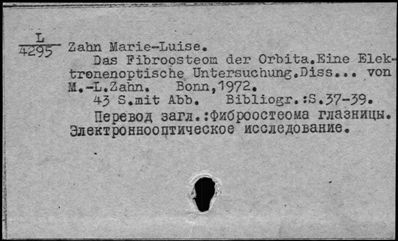 L
4295
Zahn Marie-Luise.
Das Fibroosteom der Orbita.Eine Elek-
tronenoptische Untersuchung.Diss... von
M.-L.Zahn. Bonn,1972.
43 S.mit Abb. Bibliogr.:S.37-39.
Перевод загл.:Фиброостеома глазницы.
Электроннооптическое исследование.